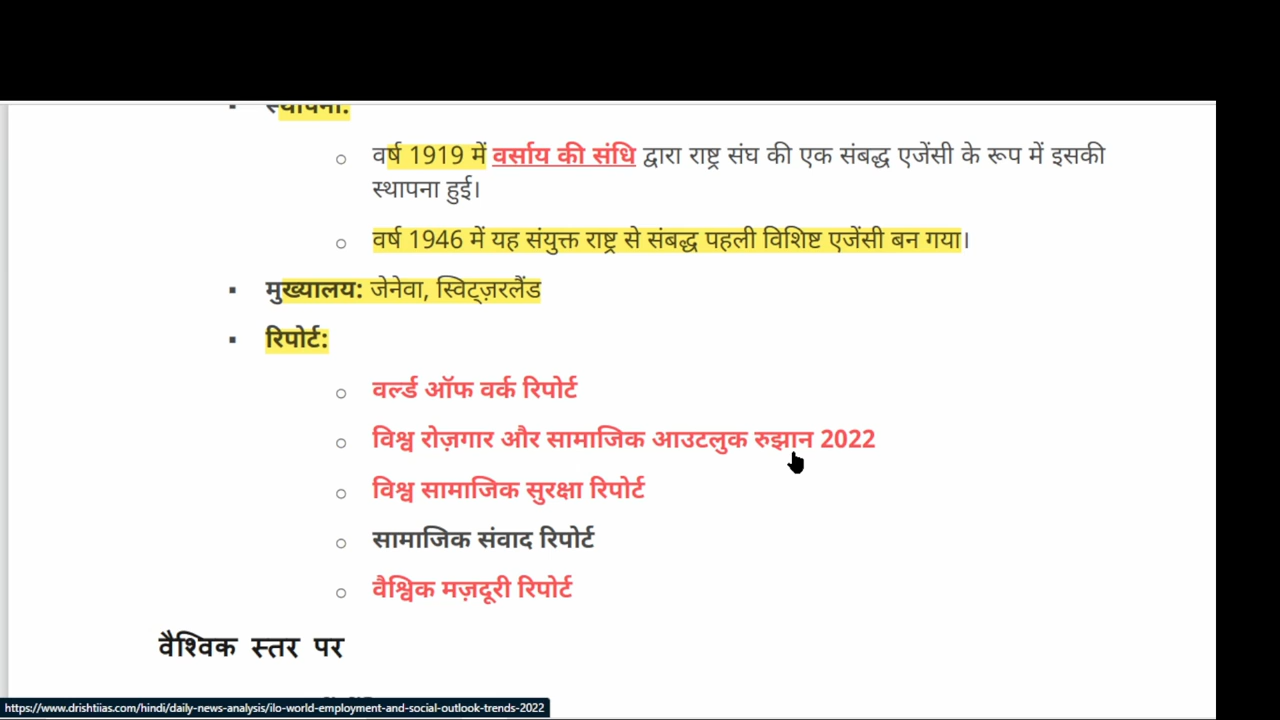 स्थापना:
वर्ष 1919 में वर्साय की संधि द्वारा राष्ट्र संघ की एक संबद्ध एजेंसी के रूप में इसकी
स्थापना हुई।
वर्ष 1946 में यह संयुक्त राष्ट्र से संबद्ध पहली विशिष्ट एजेंसी बन गया।
मुख्यालय: जेनेवा, स्विट्ज़रलैंड
रिपोर्ट:
वर्ल्ड ऑफ वर्क रिपोर्ट
विश्व रोज़गार और सामाजिक आउटलुक रुझान 2022
विश्व सामाजिक सुरक्षा रिपोर्ट
सामाजिक संवाद रिपोर्ट
वैश्विक मज़दूरी रिपोर्ट
वैश्विक स्तर पर
https://www.drishtiias.com/hindi/daily-news-analysis/ilo-world-employment-and-social-outlook-trends-2022